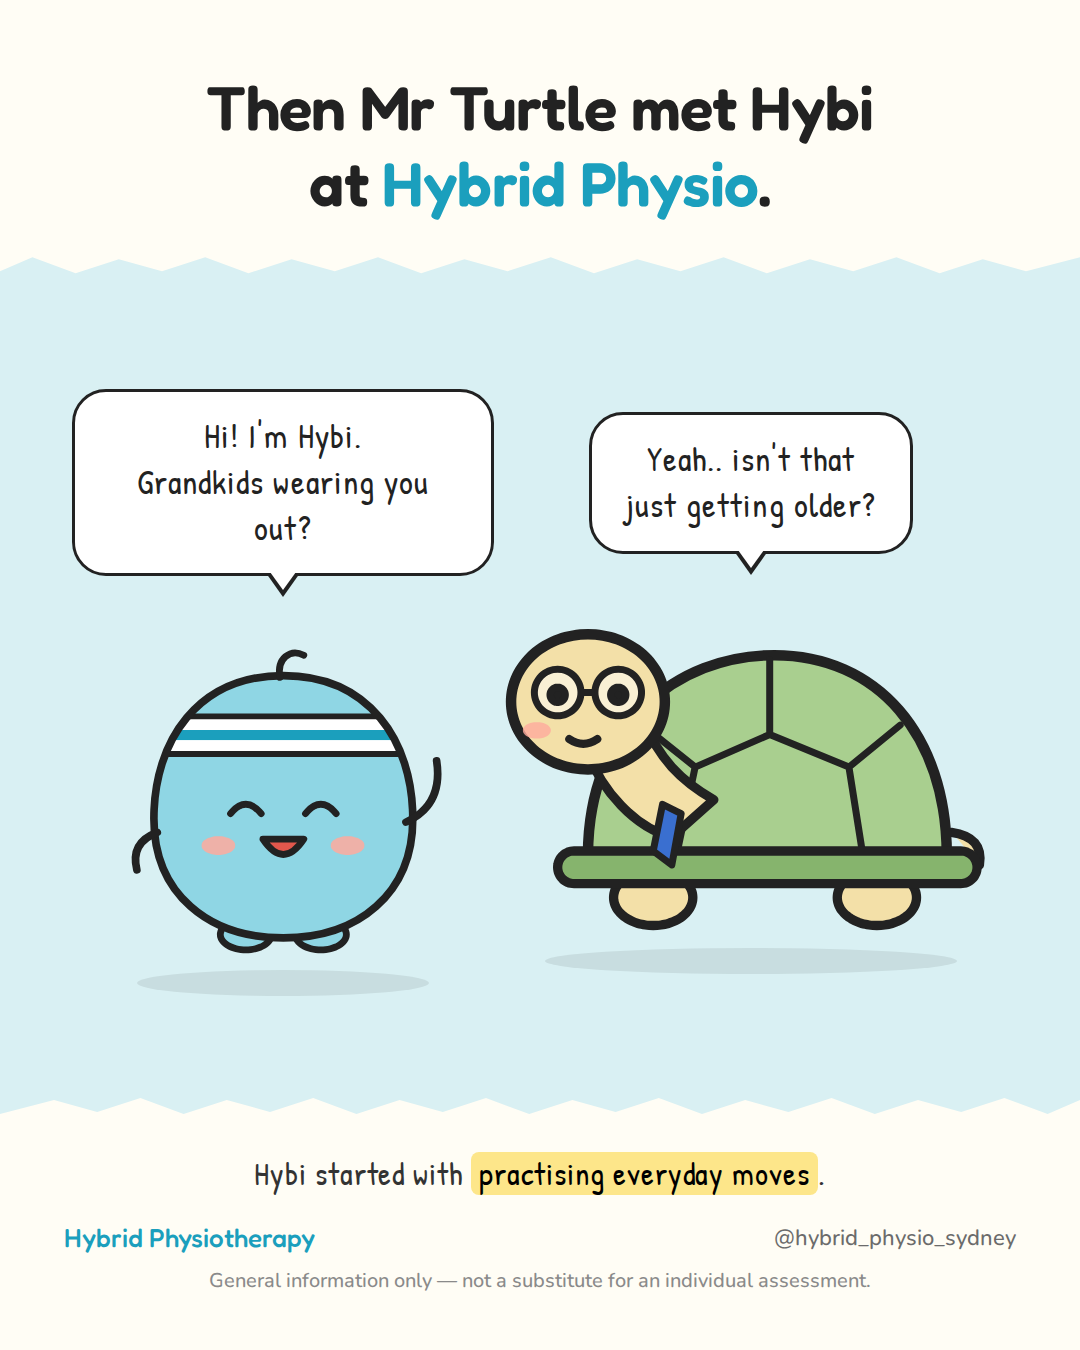 Then Mr Turtle met Hybi
at Hybrid Physio.
Hi! I'm Hybi.
Grandkids wearing you
out?
Yeah.. isn't that
just getting older?
Hybi started with practising everyday moves.
Hybrid Physiotherapy
@hybrid_physio_sydney
General information only — not a substitute for an individual assessment.